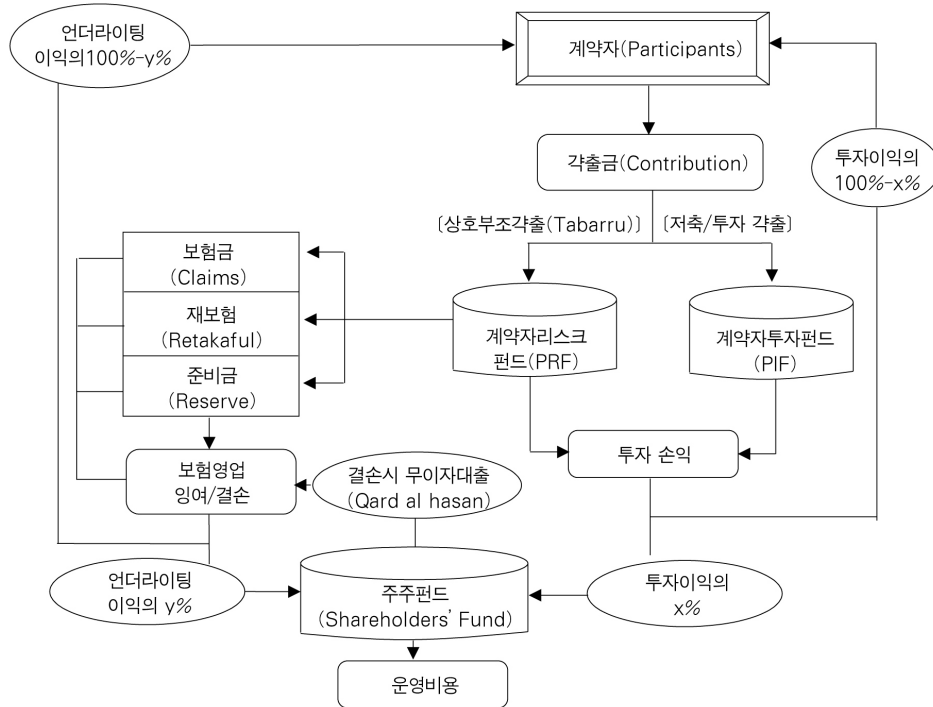 언더라이팅
이익의100%-y%
계약자(Participants)
각출금(Contribution)
투자이익의
100%-x%
[상호부조각출(Tabarru)]
[저축/투자 각출]
보험금
(Claims)
재보험
(Retakaful)
준비금
(Reserve)
계약자리스크
펀드(PRF)
계약자투자펀드
(PIF)
투자 손익
보험영업
잉여/결손
결손시 무이자대출
(Qard al hasan)
언더라이팅
이익의 y%
주주펀드
(Shareholders’ Fund)
투자이익의
x%
운영비용